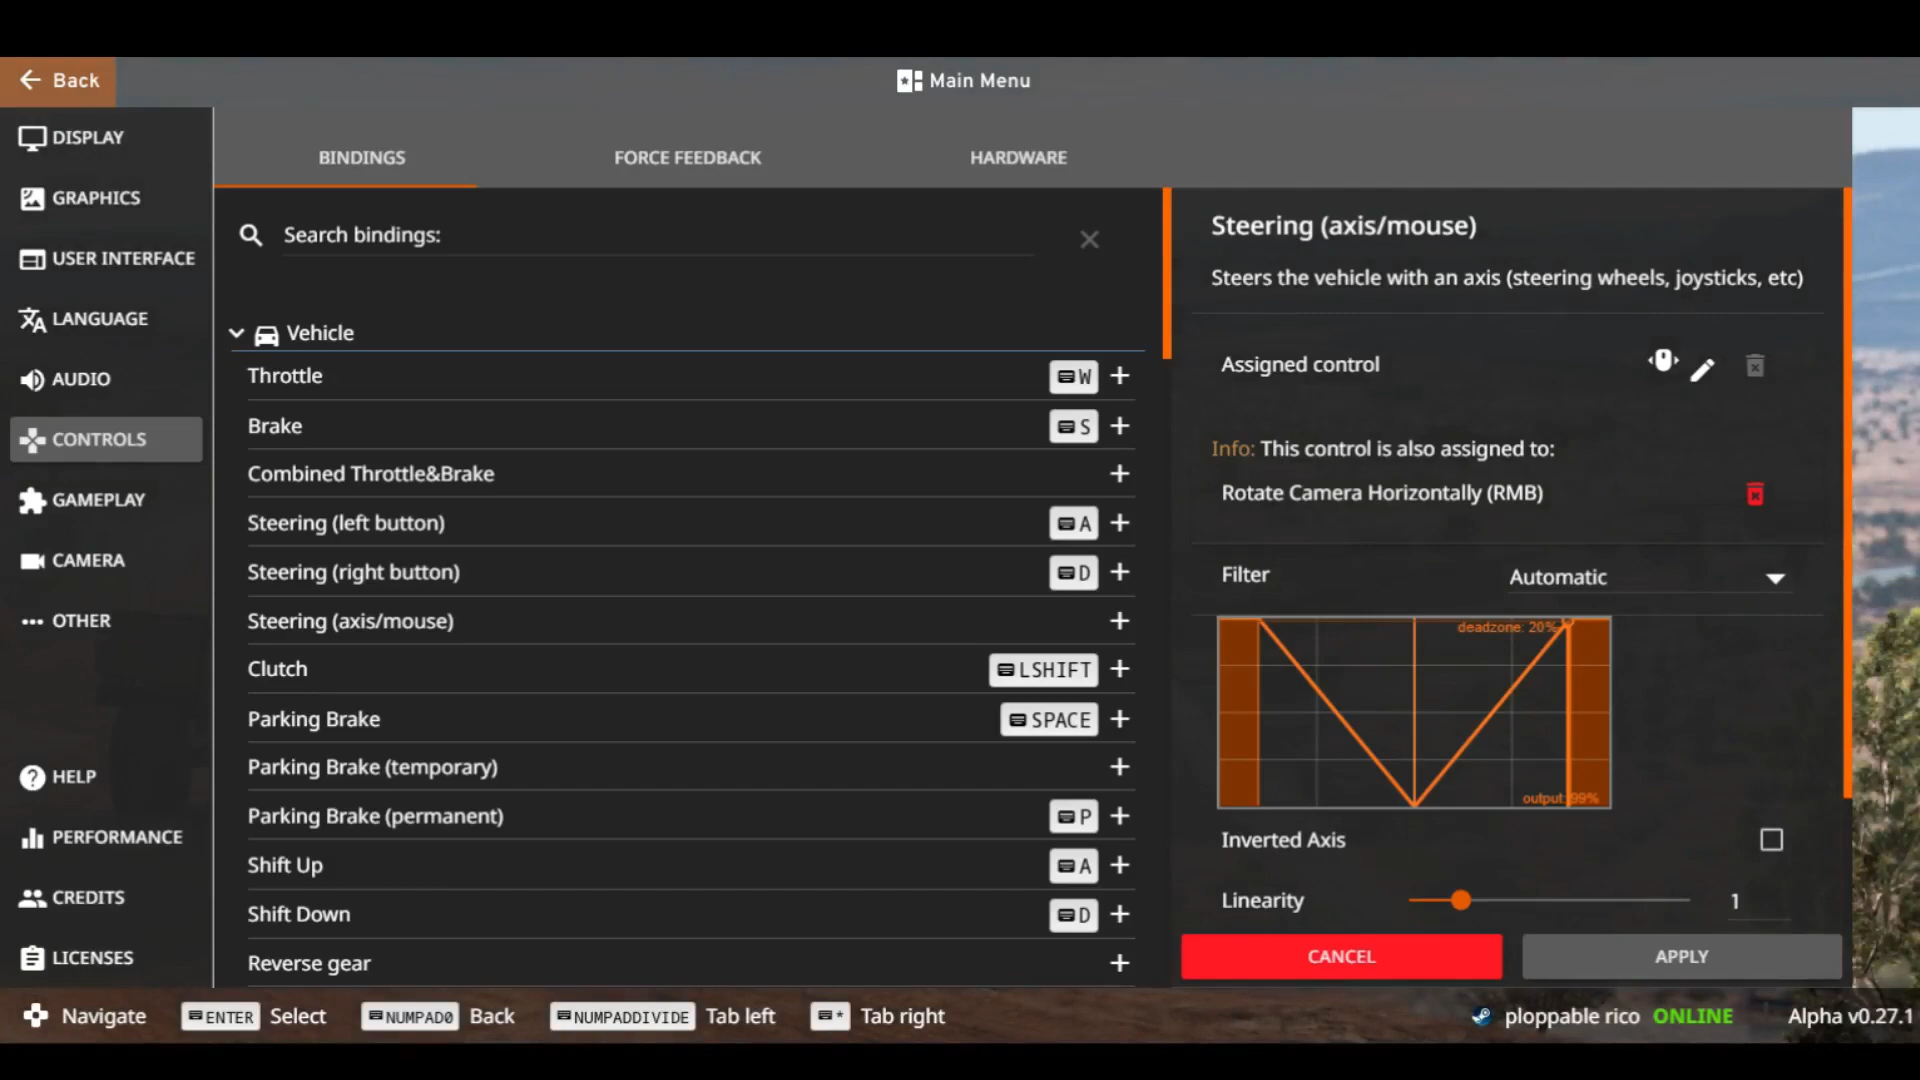 Back
Main Menu
DISPLAY
GRAPHICS
USER INTERFACE
LANGUAGE
AUDIO
CONTROLS
GAMEPLAY
CAMERA
OTHER
HELP
PERFORMANCE
CREDITS
LICENSES
BINDINGS
FORCE FEEDBACK
HARDWARE
Search bindings:
Vehicle
Throttle W +
Brake S +
Combined Throttle&Brake +
Steering (left button) A +
Steering (right button) D +
Steering (axis/mouse) +
Clutch LSHIFT +
Parking Brake SPACE +
Parking Brake (temporary) +
Parking Brake (permanent) P +
Shift Up A +
Shift Down D +
Reverse gear +
Steering (axis/mouse)
Steers the vehicle with an axis (steering wheels, joysticks, etc)
Assigned control
Info: This control is also assigned to:
Rotate Camera Horizontally (RMB)
Filter Automatic
deadzone: 20%
output: 99%
Inverted Axis
Linearity 1
CANCEL
APPLY
Navigate ENTER Select NUMPAD0 Back NUMPADDIVIDE Tab left * Tab right
ploppable rico ONLINE Alpha v0.27.1